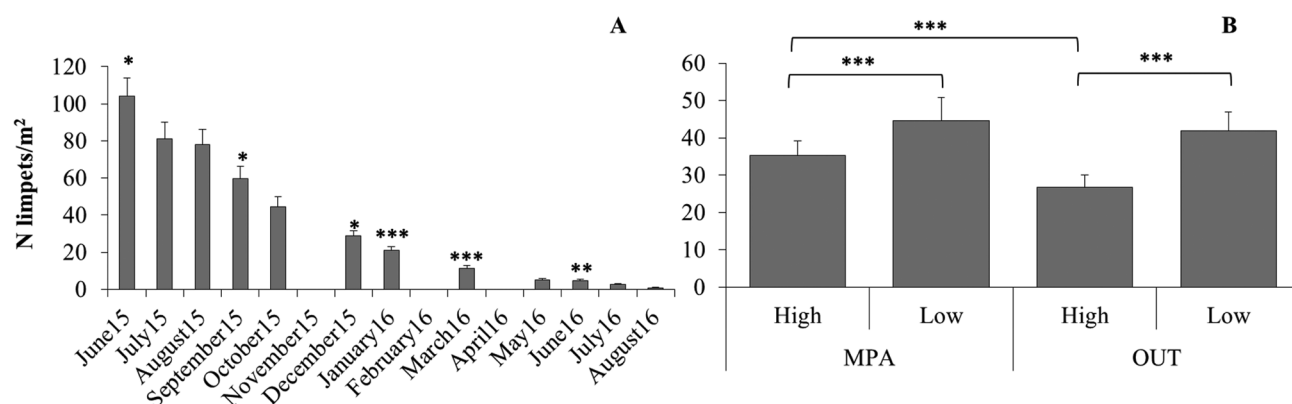 A
N limpets/m²
120
100
80
60
40
20
0
*
*
*
***
***
**
June15
July15
August15
September15
October15
November15
December15
January16
February16
March16
April16
May16
June16
July16
August16
B
60
50
40
30
20
10
0
***
***
***
High
Low
High
Low
MPA
OUT